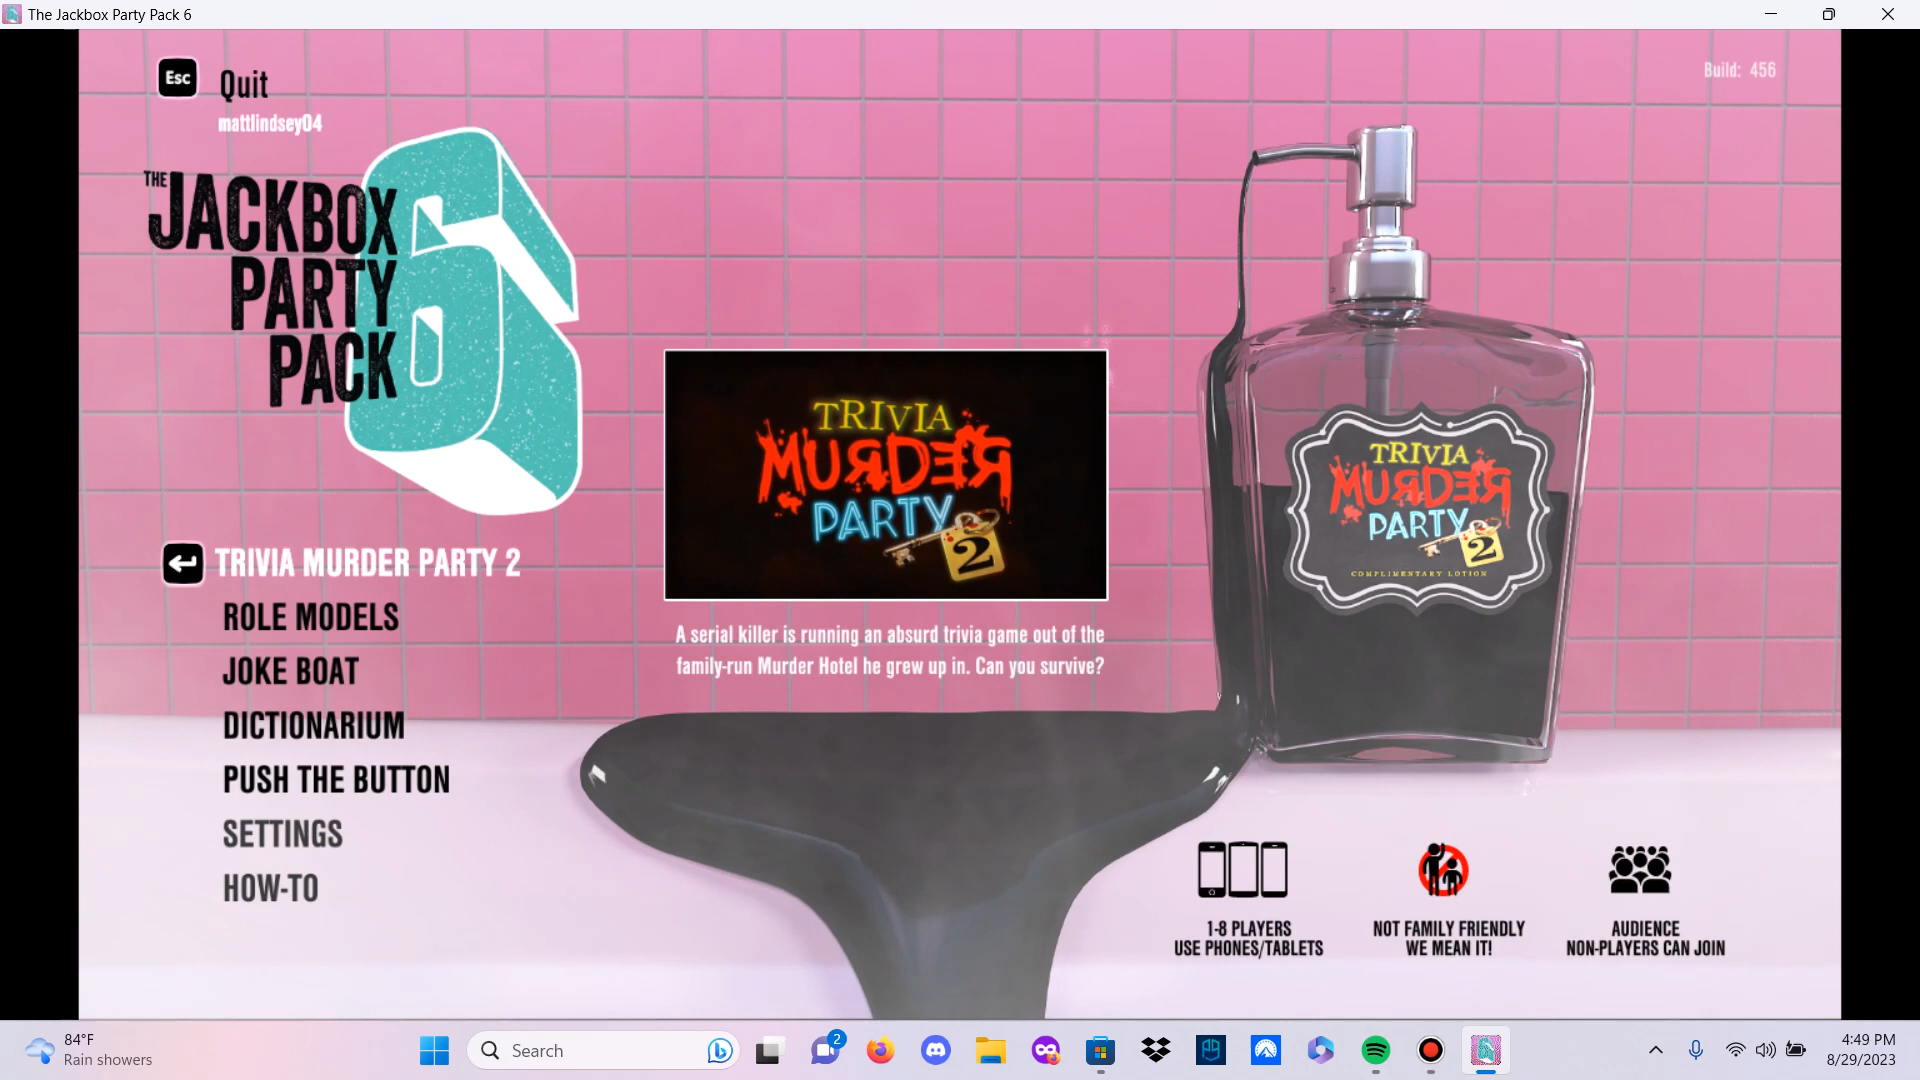 The Jackbox Party Pack 6
Esc Quit
mattlindsey04
Build: 456
THE JACKBOX
PARTY
PACK
6
TRIVIA
MURDER
PARTY
2
TRIVIA
MURDER
PARTY
2
COMPLIMENTARY LOTION
TRIVIA MURDER PARTY 2
ROLE MODELS
JOKE BOAT
DICTIONARIUM
PUSH THE BUTTON
SETTINGS
HOW-TO
A serial killer is running an absurd trivia game out of the
family-run Murder Hotel he grew up in. Can you survive?
1-8 PLAYERS
USE PHONES/TABLETS
NOT FAMILY FRIENDLY
WE MEAN IT!
AUDIENCE
NON-PLAYERS CAN JOIN
84°F
Rain showers
Search
2
4:49 PM
8/29/2023